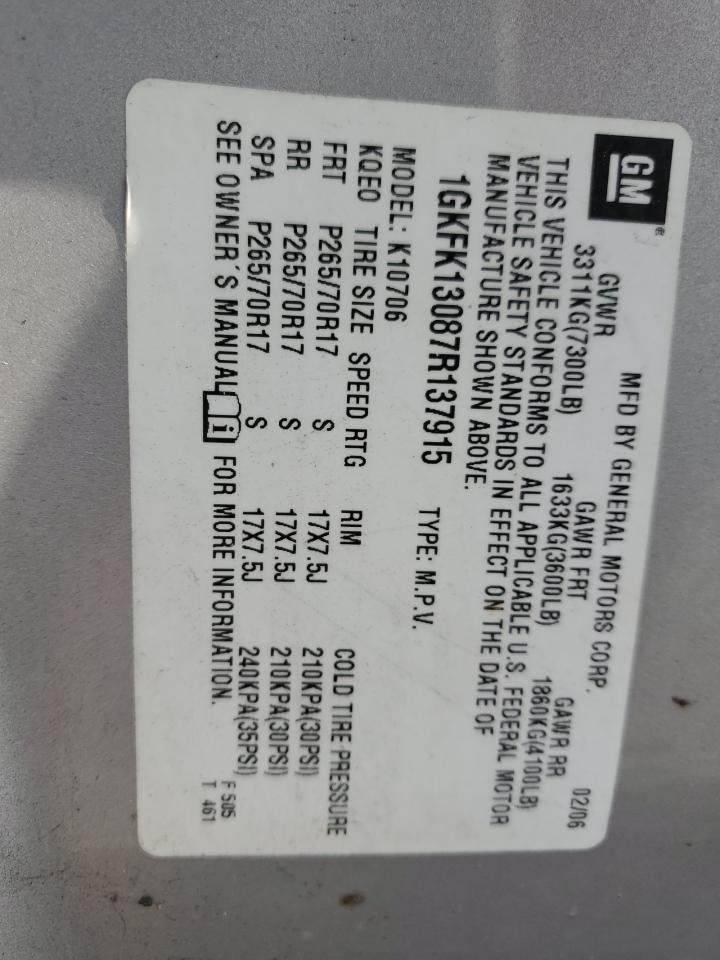 GM®
MFD BY GENERAL MOTORS CORP. 02/06
GVWR GAWR FRT GAWR RR
3311KG(7300LB) 1633KG(3600LB) 1860KG(4100LB)
THIS VEHICLE CONFORMS TO ALL APPLICABLE U.S. FEDERAL MOTOR
VEHICLE SAFETY STANDARDS IN EFFECT ON THE DATE OF
MANUFACTURE SHOWN ABOVE.
1GKFK13087R137915 TYPE: M.P.V.
MODEL: K10706
KQEO TIRE SIZE SPEED RTG RIM COLD TIRE PRESSURE
FRT P265/70R17 S 17X7.5J 210KPA(30PSI)
RR P265/70R17 S 17X7.5J 210KPA(30PSI)
SPA P265/70R17 S 17X7.5J 240KPA(35PSI)
SEE OWNER'S MANUAL i FOR MORE INFORMATION.
F 505
T 461